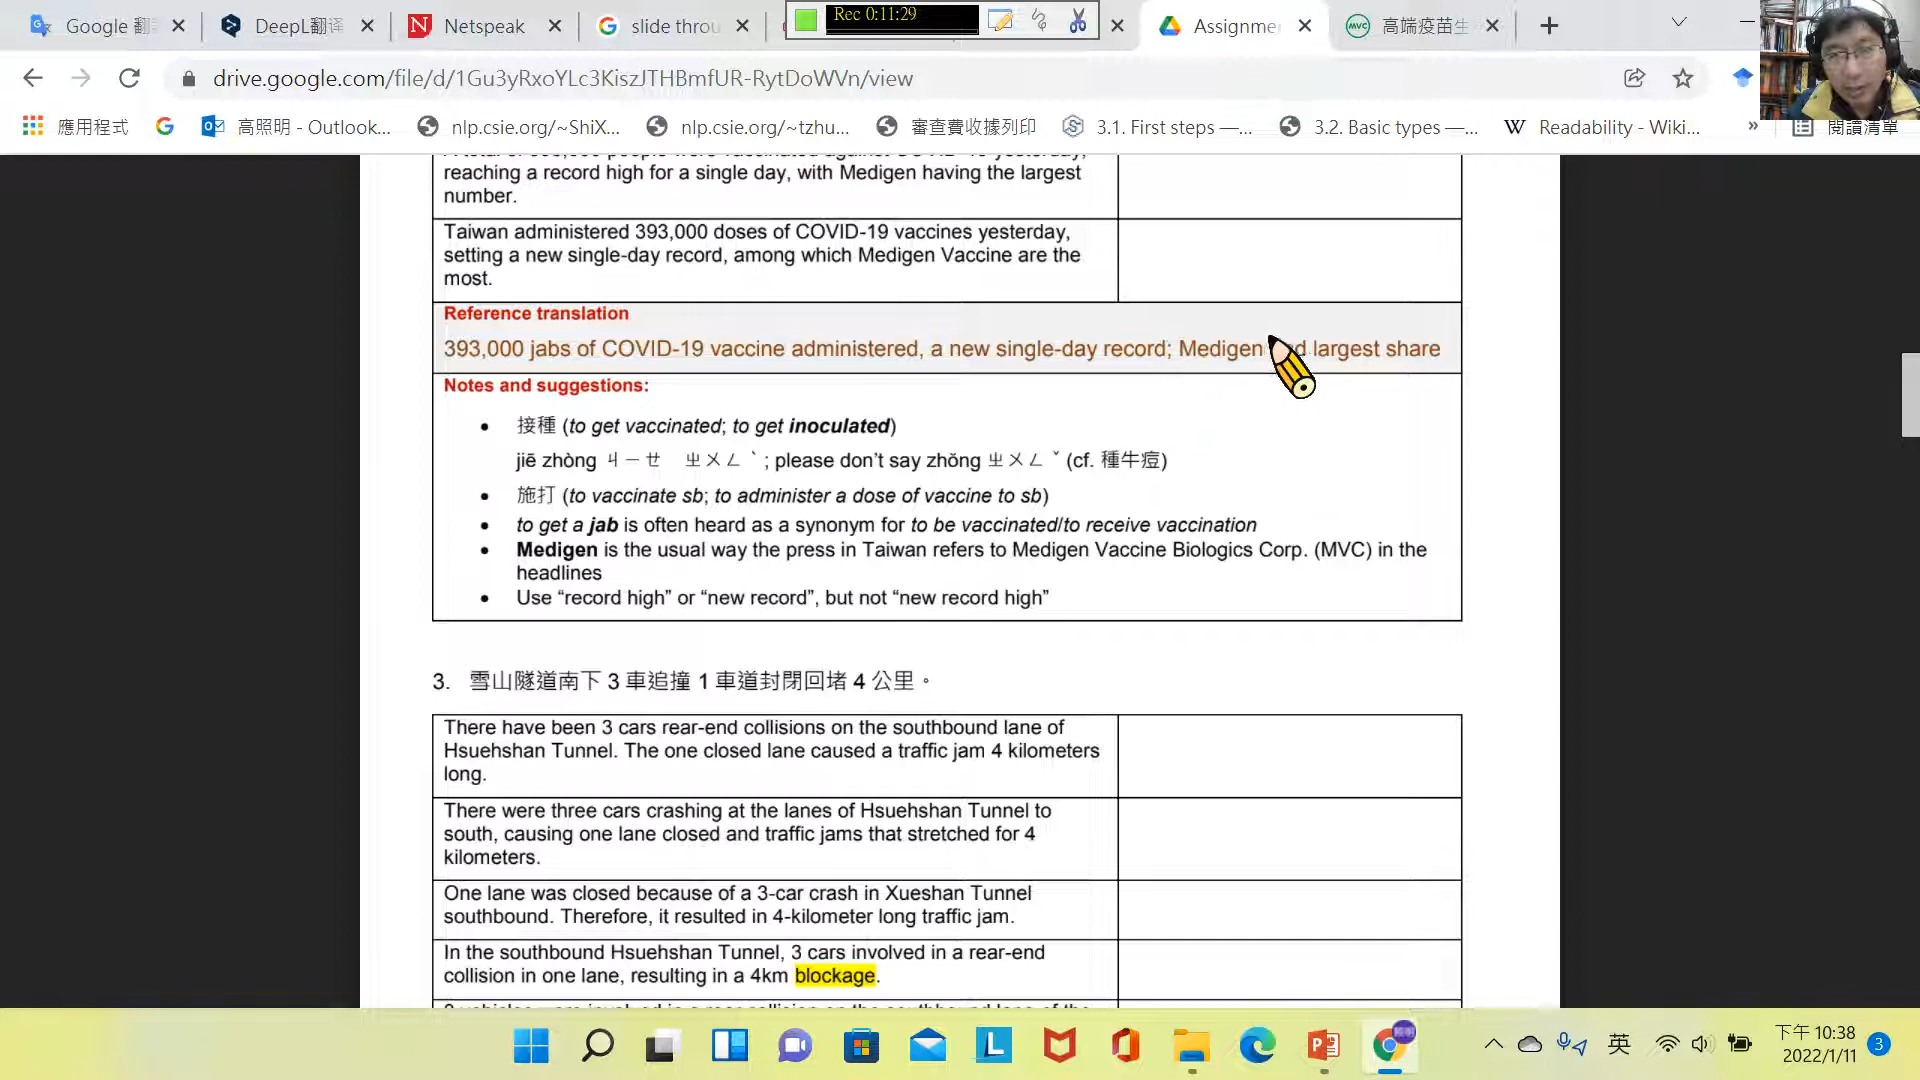 Google 翻
DeepL翻译
Netspeak
slide throu
Rec 0:11:29
Assignme
高端疫苗生
drive.google.com/file/d/1Gu3yRxoYLc3KiszJTHBmfUR-RytDoWVn/view
應用程式
高照明 - Outlook...
nlp.csie.org/~ShiX...
nlp.csie.org/~tzhu...
審查費收據列印
3.1. First steps —...
3.2. Basic types —...
Readability - Wiki...
閱讀清單
reaching a record high for a single day, with Medigen having the largest
number.
Taiwan administered 393,000 doses of COVID-19 vaccines yesterday,
setting a new single-day record, among which Medigen Vaccine are the
most.
Reference translation
393,000 jabs of COVID-19 vaccine administered, a new single-day record; Medigen largest share
Notes and suggestions:
• 接種 (to get vaccinated; to get inoculated)
jiē zhòng ㄐㄧㄝ ㄓㄨㄥˋ; please don't say zhǒng ㄓㄨㄥˇ (cf. 種牛痘)
• 施打 (to vaccinate sb; to administer a dose of vaccine to sb)
• to get a jab is often heard as a synonym for to be vaccinated/to receive vaccination
• Medigen is the usual way the press in Taiwan refers to Medigen Vaccine Biologics Corp. (MVC) in the
headlines
• Use “record high” or “new record”, but not “new record high”
3. 雪山隧道南下 3 車追撞 1 車道封閉回堵 4 公里。
There have been 3 cars rear-end collisions on the southbound lane of
Hsuehshan Tunnel. The one closed lane caused a traffic jam 4 kilometers
long.
There were three cars crashing at the lanes of Hsuehshan Tunnel to
south, causing one lane closed and traffic jams that stretched for 4
kilometers.
One lane was closed because of a 3-car crash in Xueshan Tunnel
southbound. Therefore, it resulted in 4-kilometer long traffic jam.
In the southbound Hsuehshan Tunnel, 3 cars involved in a rear-end
collision in one lane, resulting in a 4km blockage.
英
下午 10:38
2022/1/11
3